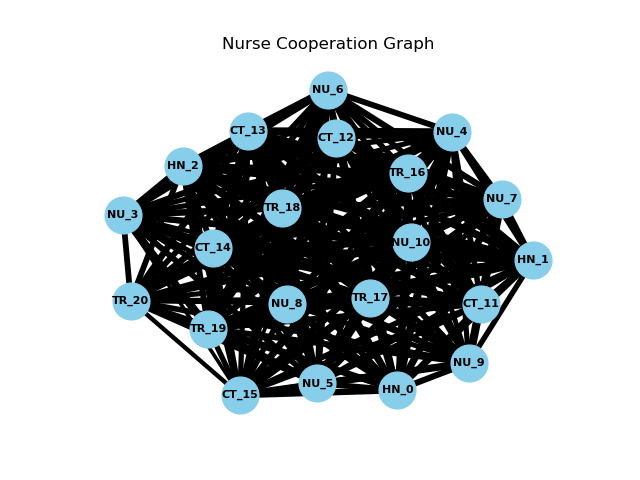 Nurse Cooperation Graph
NU_6
CT_13
CT_12
NU_4
HN_2
TR_16
NU_7
NU_3
TR_18
CT_14
NU_10
HN_1
TR_20
NU_8
TR_17
CT_11
TR_19
NU_9
CT_15
NU_5
HN_0